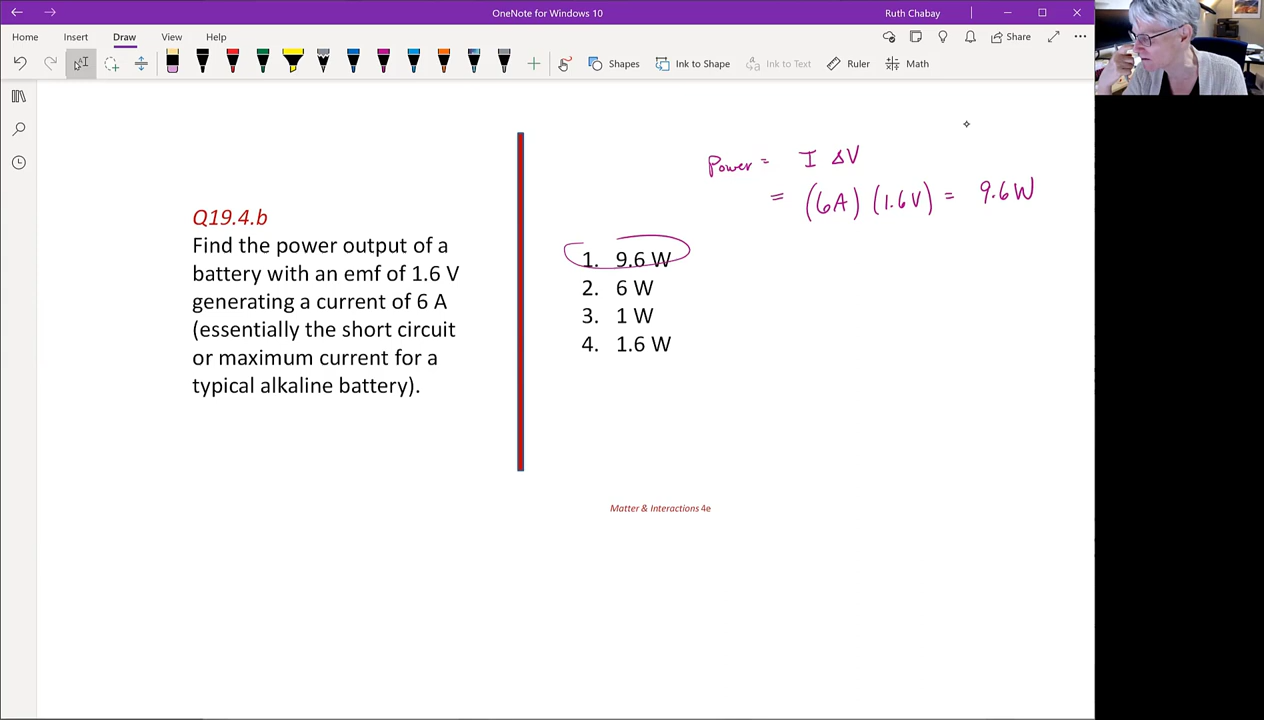 OneNote for Windows 10
Ruth Chabay
Home Insert Draw View Help
Share
Shapes Ink to Shape Ink to Text Ruler Math
Power = I ΔV
= (6A) (1.6V) = 9.6W
Q19.4.b
Find the power output of a
battery with an emf of 1.6 V
generating a current of 6 A
(essentially the short circuit
or maximum current for a
typical alkaline battery).
1. 9.6 W
2. 6 W
3. 1 W
4. 1.6 W
Matter & Interactions 4e